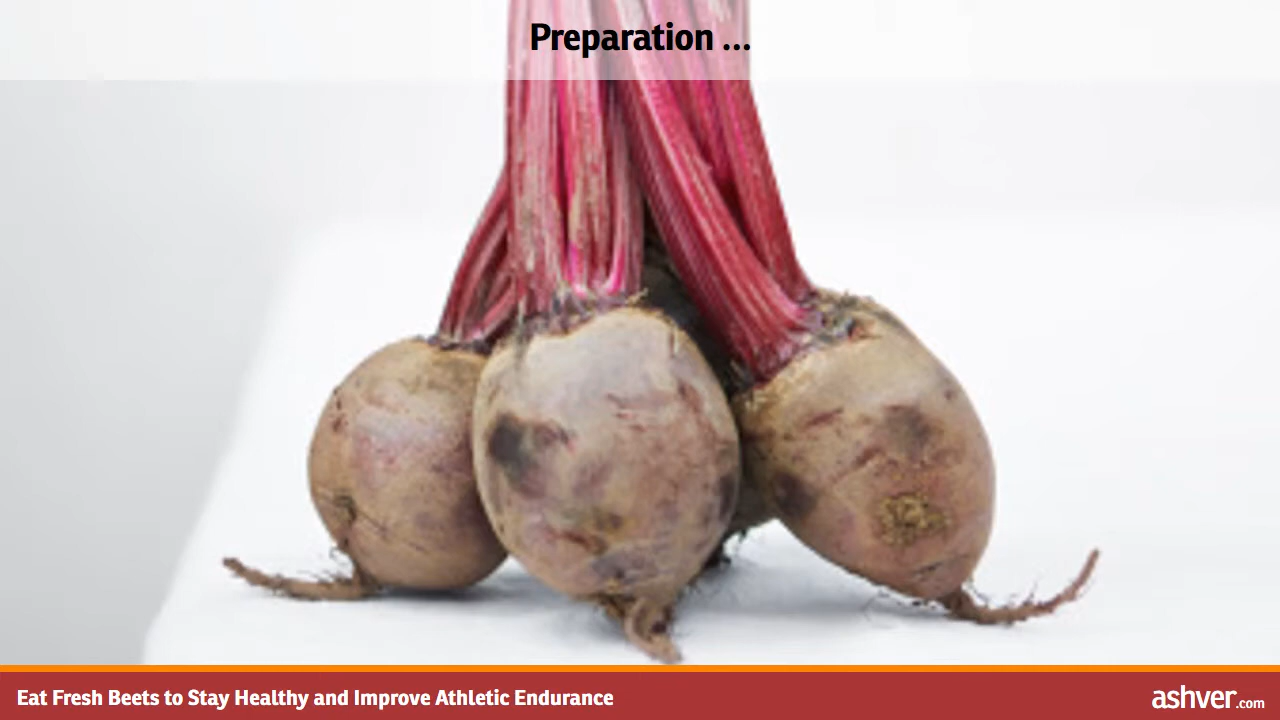 Preparation ...
Eat Fresh Beets to Stay Healthy and Improve Athletic Endurance
ashver.com